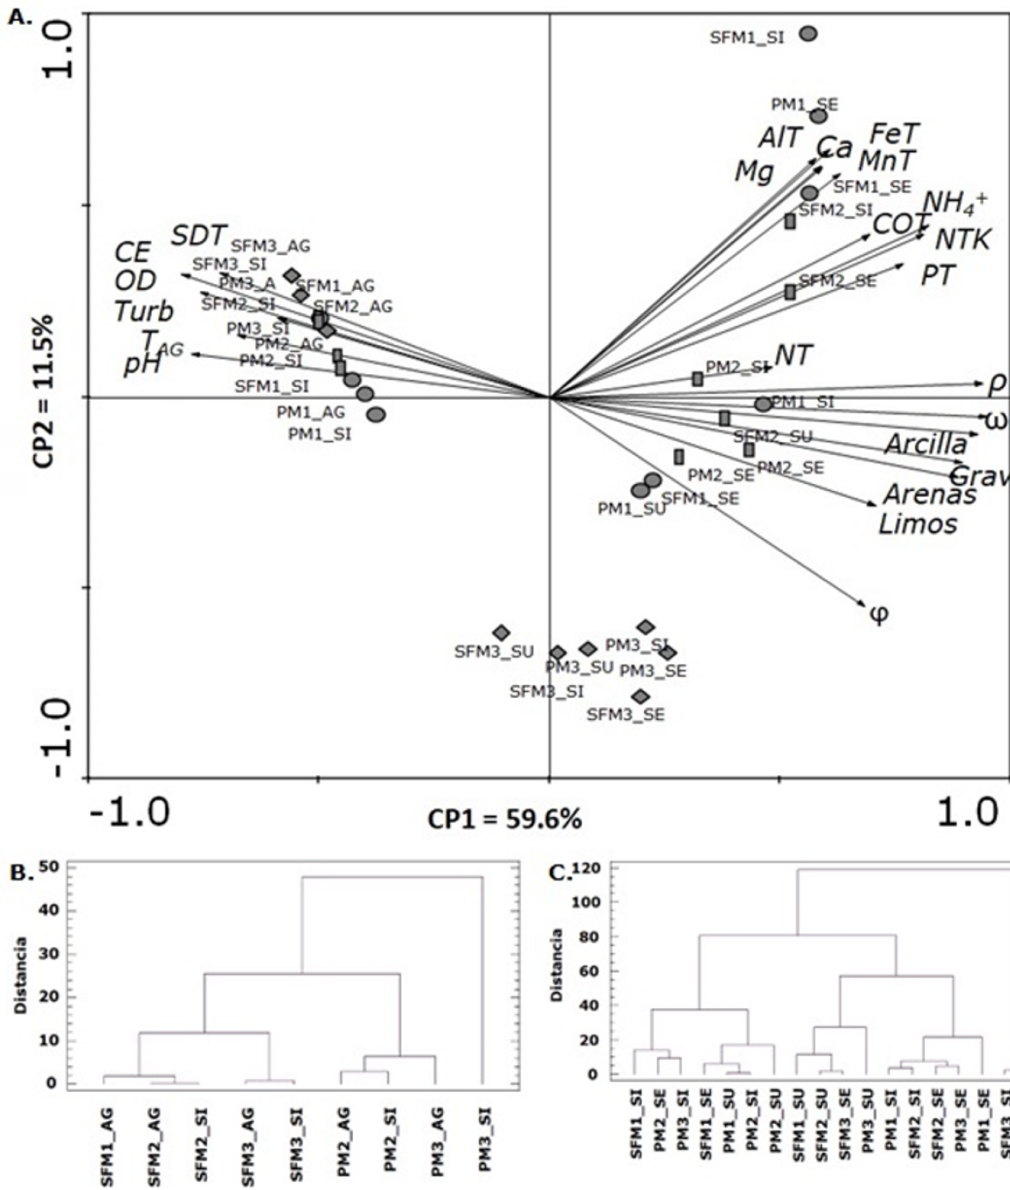 A.
1.0
SFM1_SI
PM1_SE
AlT
Ca
FeT
MnT
Mg
SFM1_SE
SFM2_SI
NH4+
COT
NTK
PT
SFM2_SE
SDT
SFM3_AG
CE
SFM3_SI
OD
PM3_A
SFM1_AG
SFM2_SI
SFM2_AG
Turb
PM3_SI
TAG
PM2_AG
pH
PM2_SI
SFM1_SI
PM1_AG
PM1_SI
NT
PM2_SI
ρ
PM1_SI
ω
SFM2_SU
Arcilla
PM2_SE
PM2_SE
Grav
SFM1_SE
Arenas
PM1_SU
Limos
φ
SFM3_SU
PM3_SI
PM3_SU
PM3_SE
SFM3_SI
SFM3_SE
CP2 = 11.5%
-1.0
-1.0
CP1 = 59.6%
1.0
B.
50
40
30
20
10
0
Distancia
SFM1_AG
SFM2_AG
SFM2_SI
SFM3_AG
SFM3_SI
PM2_AG
PM2_SI
PM3_AG
PM3_SI
C.
120
100
80
60
40
20
0
Distancia
SFM1_SI
PM2_SE
PM3_SI
SFM1_SE
PM1_SU
PM2_SU
SFM1_SU
SFM2_SU
SFM3_SE
PM3_SU
PM1_SI
SFM2_SI
SFM2_SE
PM3_SE
PM1_SE
SFM3_SI